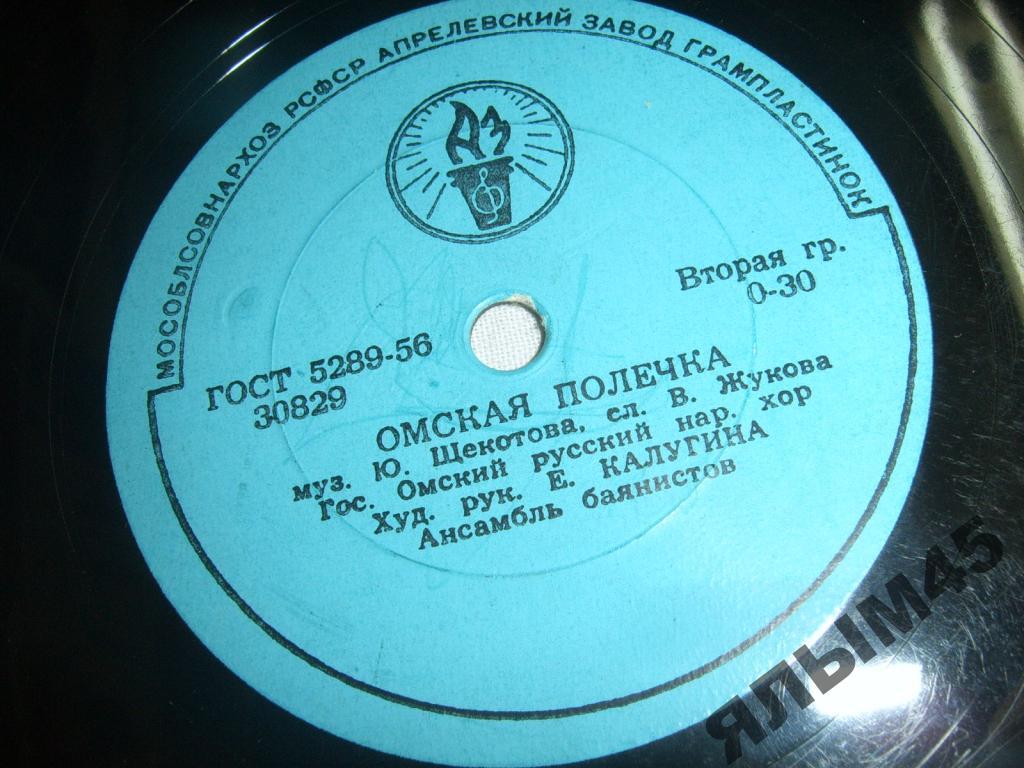 МОСОБЛСОВНАРХОЗ РСФСР АПРЕЛЕВСКИЙ ЗАВОД ГРАМПЛАСТИНОК
АЗ
Вторая гр.
0-30
ГОСТ 5289-56
30829
ОМСКАЯ ПОЛЕЧКА
муз. Ю. Щекотова, сл. В. Жукова
Гос. Омский русский нар. хор
Худ. рук. Е. КАЛУГИНА
Ансамбль баянистов
ЯЛЫМ45